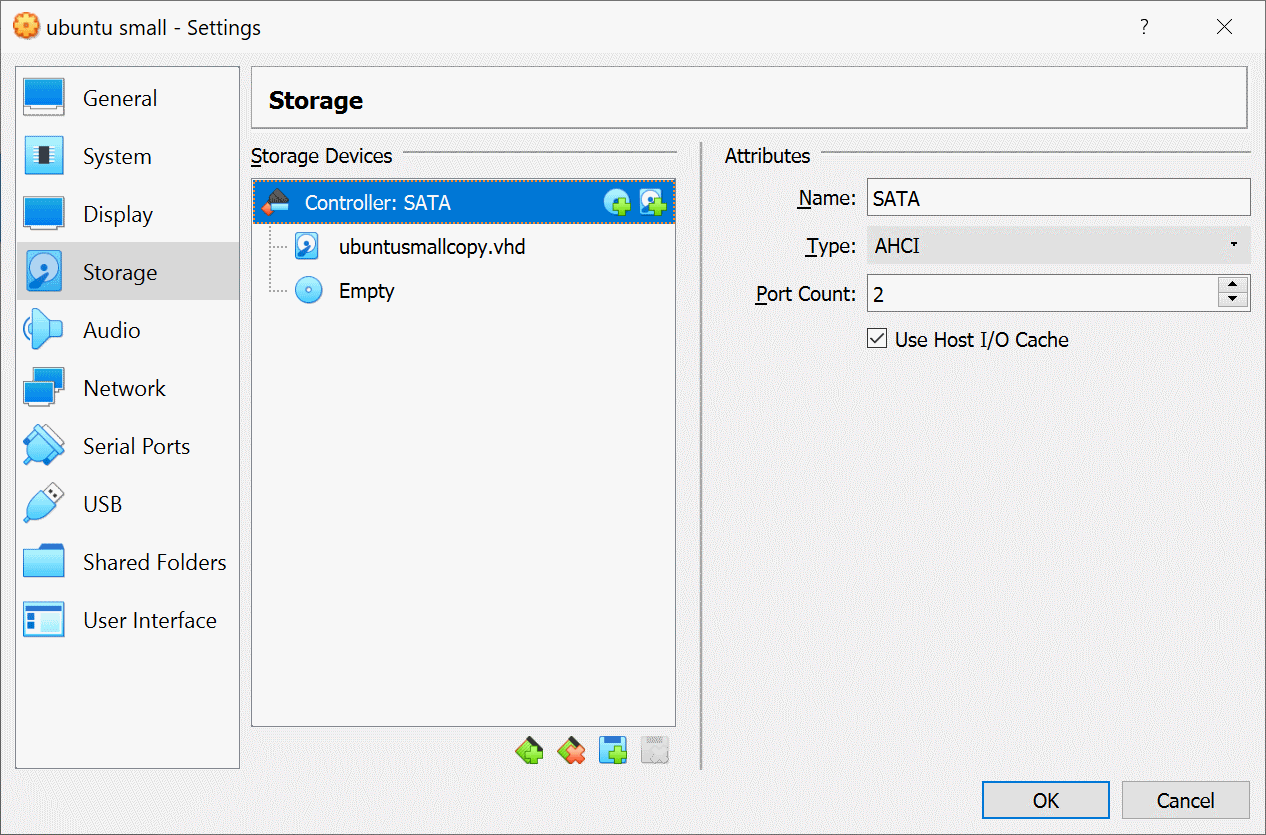 ubuntu small - Settings
?
General
System
Display
Storage
Audio
Network
Serial Ports
USB
Shared Folders
User Interface
Storage
Storage Devices
Controller: SATA
ubuntusmallcopy.vhd
Empty
Attributes
Name: SATA
Type: AHCI
Port Count: 2
Use Host I/O Cache
OK Cancel